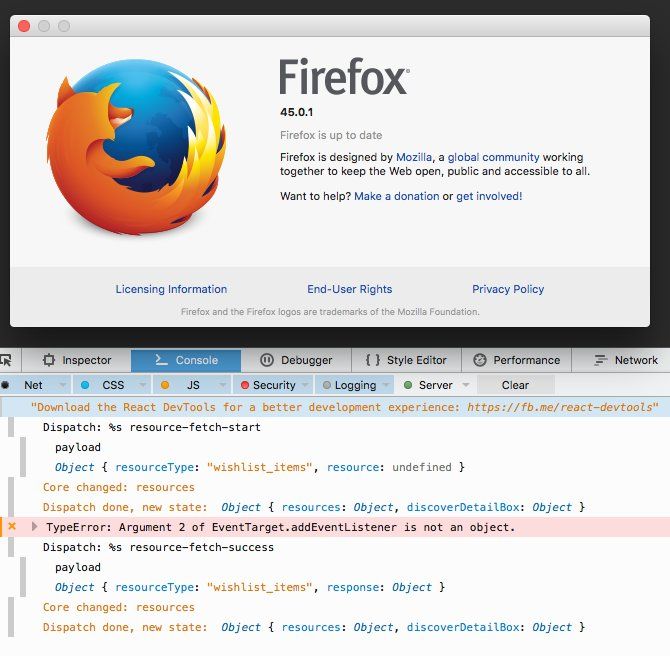 Firefox®
45.0.1
Firefox is up to date
Firefox is designed by Mozilla, a global community working
together to keep the Web open, public and accessible to all.
Want to help? Make a donation or get involved!
Licensing Information End-User Rights Privacy Policy
Firefox and the Firefox logos are trademarks of the Mozilla Foundation.
Inspector Console Debugger { } Style Editor Performance Network
Net CSS JS Security Logging Server Clear
"Download the React DevTools for a better development experience: https://fb.me/react-devtools"
Dispatch: %s resource-fetch-start
payload
Object { resourceType: "wishlist_items", resource: undefined }
Core changed: resources
Dispatch done, new state: Object { resources: Object, discoverDetailBox: Object }
TypeError: Argument 2 of EventTarget.addEventListener is not an object.
Dispatch: %s resource-fetch-success
payload
Object { resourceType: "wishlist_items", response: Object }
Core changed: resources
Dispatch done, new state: Object { resources: Object, discoverDetailBox: Object }